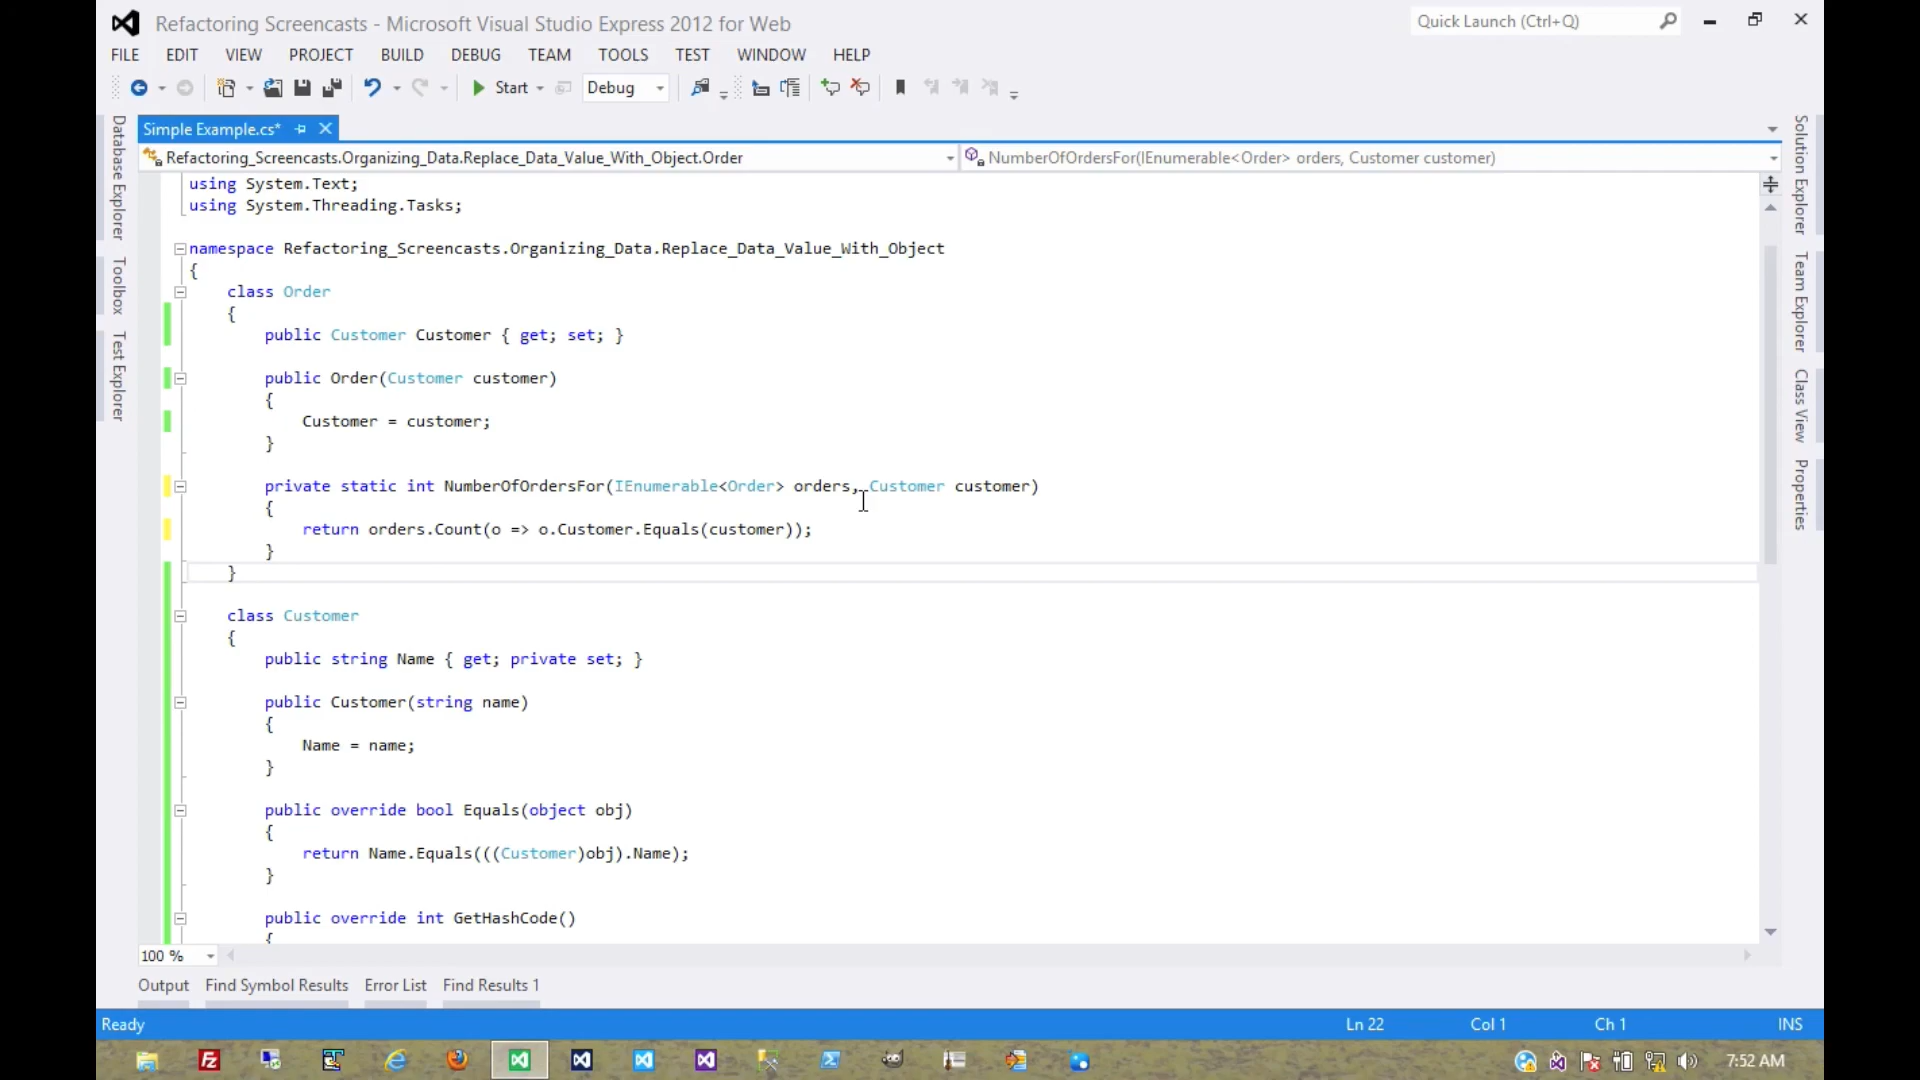 Refactoring Screencasts - Microsoft Visual Studio Express 2012 for Web
Quick Launch (Ctrl+Q)
FILE EDIT VIEW PROJECT BUILD DEBUG TEAM TOOLS TEST WINDOW HELP
Start Debug
Simple Example.cs*
Refactoring_Screencasts.Organizing_Data.Replace_Data_Value_With_Object.Order
NumberOfOrdersFor(IEnumerable<Order> orders, Customer customer)
Database Explorer
Toolbox
Test Explorer
using System.Text;
using System.Threading.Tasks;
namespace Refactoring_Screencasts.Organizing_Data.Replace_Data_Value_With_Object
{
class Order
{
public Customer Customer { get; set; }
public Order(Customer customer)
{
Customer = customer;
}
private static int NumberOfOrdersFor(IEnumerable<Order> orders, Customer customer)
{
return orders.Count(o => o.Customer.Equals(customer));
}
}
class Customer
{
public string Name { get; private set; }
public Customer(string name)
{
Name = name;
}
public override bool Equals(object obj)
{
return Name.Equals(((Customer)obj).Name);
}
public override int GetHashCode()
{
Solution Explorer
Team Explorer
Class View
Properties
100 %
Output Find Symbol Results Error List Find Results 1
Ready Ln 22 Col 1 Ch 1 INS
7:52 AM